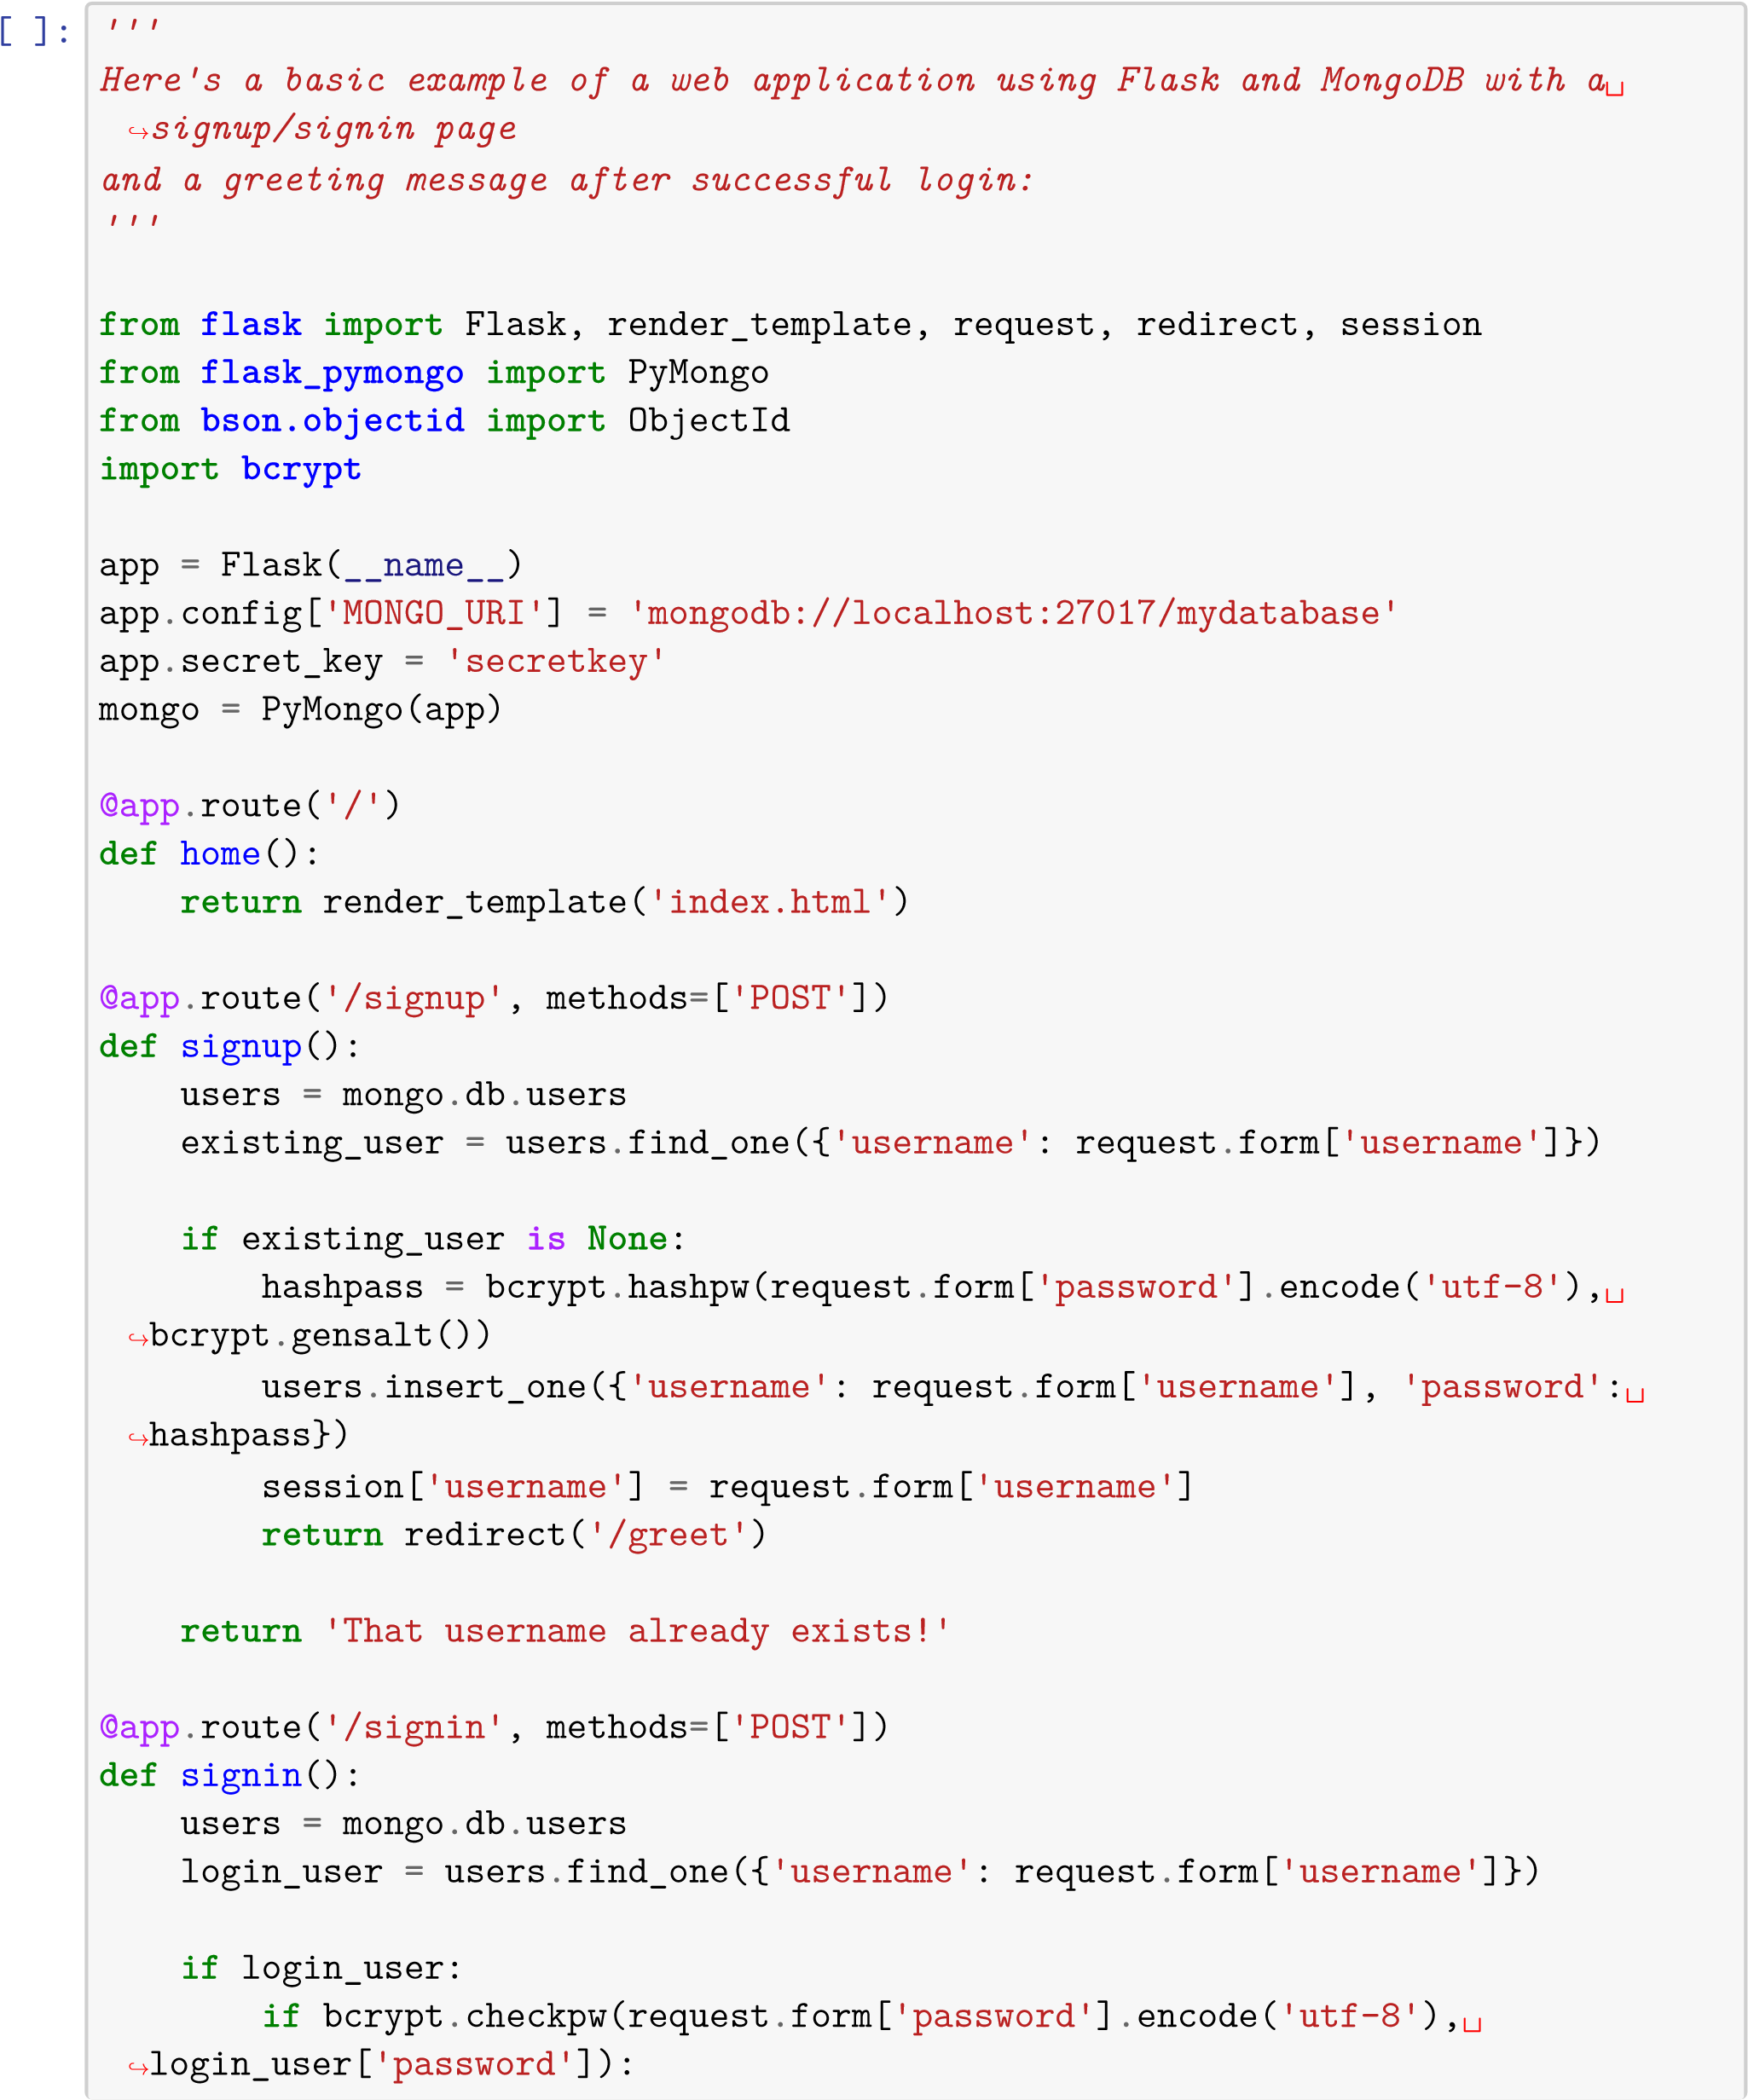 [ ]: '''
Here's a basic example of a web application using Flask and MongoDB with a␣
↪signup/signin page
and a greeting message after successful login:
'''
from flask import Flask, render_template, request, redirect, session
from flask_pymongo import PyMongo
from bson.objectid import ObjectId
import bcrypt
app = Flask(__name__)
app.config['MONGO_URI'] = 'mongodb://localhost:27017/mydatabase'
app.secret_key = 'secretkey'
mongo = PyMongo(app)
@app.route('/')
def home():
    return render_template('index.html')
@app.route('/signup', methods=['POST'])
def signup():
    users = mongo.db.users
    existing_user = users.find_one({'username': request.form['username']})
    if existing_user is None:
        hashpass = bcrypt.hashpw(request.form['password'].encode('utf-8'),␣
↪bcrypt.gensalt())
        users.insert_one({'username': request.form['username'], 'password':␣
↪hashpass})
        session['username'] = request.form['username']
        return redirect('/greet')
    return 'That username already exists!'
@app.route('/signin', methods=['POST'])
def signin():
    users = mongo.db.users
    login_user = users.find_one({'username': request.form['username']})
    if login_user:
        if bcrypt.checkpw(request.form['password'].encode('utf-8'),␣
↪login_user['password']):